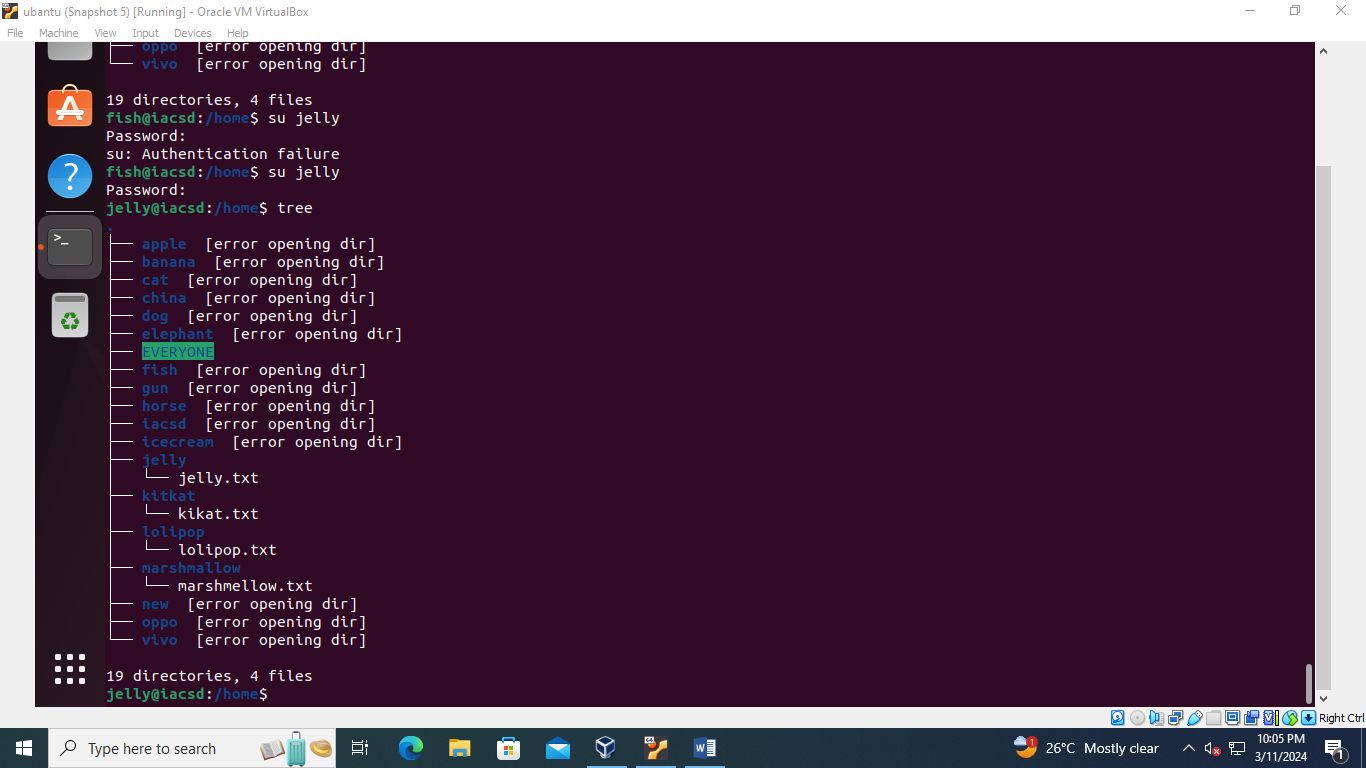 ubantu (Snapshot 5) [Running] - Oracle VM VirtualBox
File Machine View Input Devices Help
├── oppo  [error opening dir]
└── vivo  [error opening dir]
19 directories, 4 files
fish@iacsd:/home$ su jelly
Password:
su: Authentication failure
fish@iacsd:/home$ su jelly
Password:
jelly@iacsd:/home$ tree
.
├── apple  [error opening dir]
├── banana  [error opening dir]
├── cat  [error opening dir]
├── china  [error opening dir]
├── dog  [error opening dir]
├── elephant  [error opening dir]
├── EVERYONE
├── fish  [error opening dir]
├── gun  [error opening dir]
├── horse  [error opening dir]
├── iacsd  [error opening dir]
├── icecream  [error opening dir]
├── jelly
│   └── jelly.txt
├── kitkat
│   └── kikat.txt
├── lolipop
│   └── lolipop.txt
├── marshmallow
│   └── marshmellow.txt
├── new  [error opening dir]
├── oppo  [error opening dir]
└── vivo  [error opening dir]
19 directories, 4 files
jelly@iacsd:/home$
Right Ctrl
Type here to search
26°C Mostly clear
10:05 PM
3/11/2024